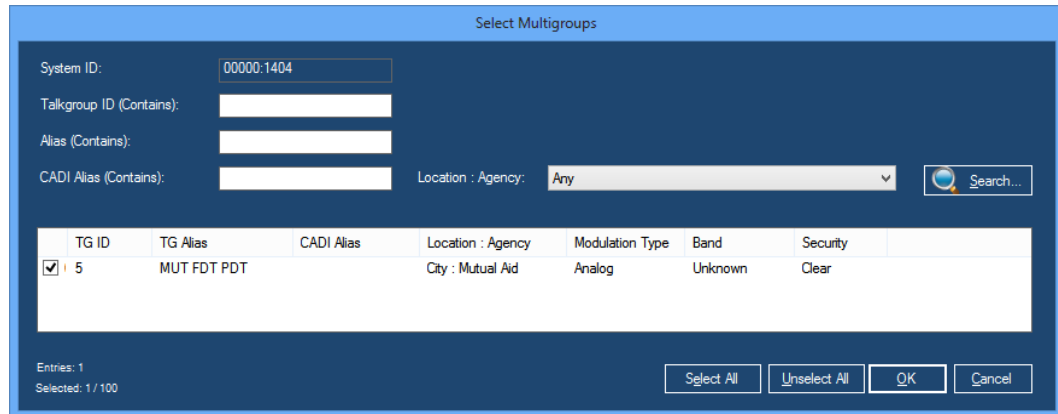 Select Multigroups
System ID: 00000:1404
Talkgroup ID (Contains):
Alias (Contains):
CADI Alias (Contains): Location : Agency: Any Search...
TG ID TG Alias CADI Alias Location : Agency Modulation Type Band Security
5 MUT FDT PDT City : Mutual Aid Analog Unknown Clear
Entries: 1
Selected: 1 / 100
Select All Unselect All OK Cancel